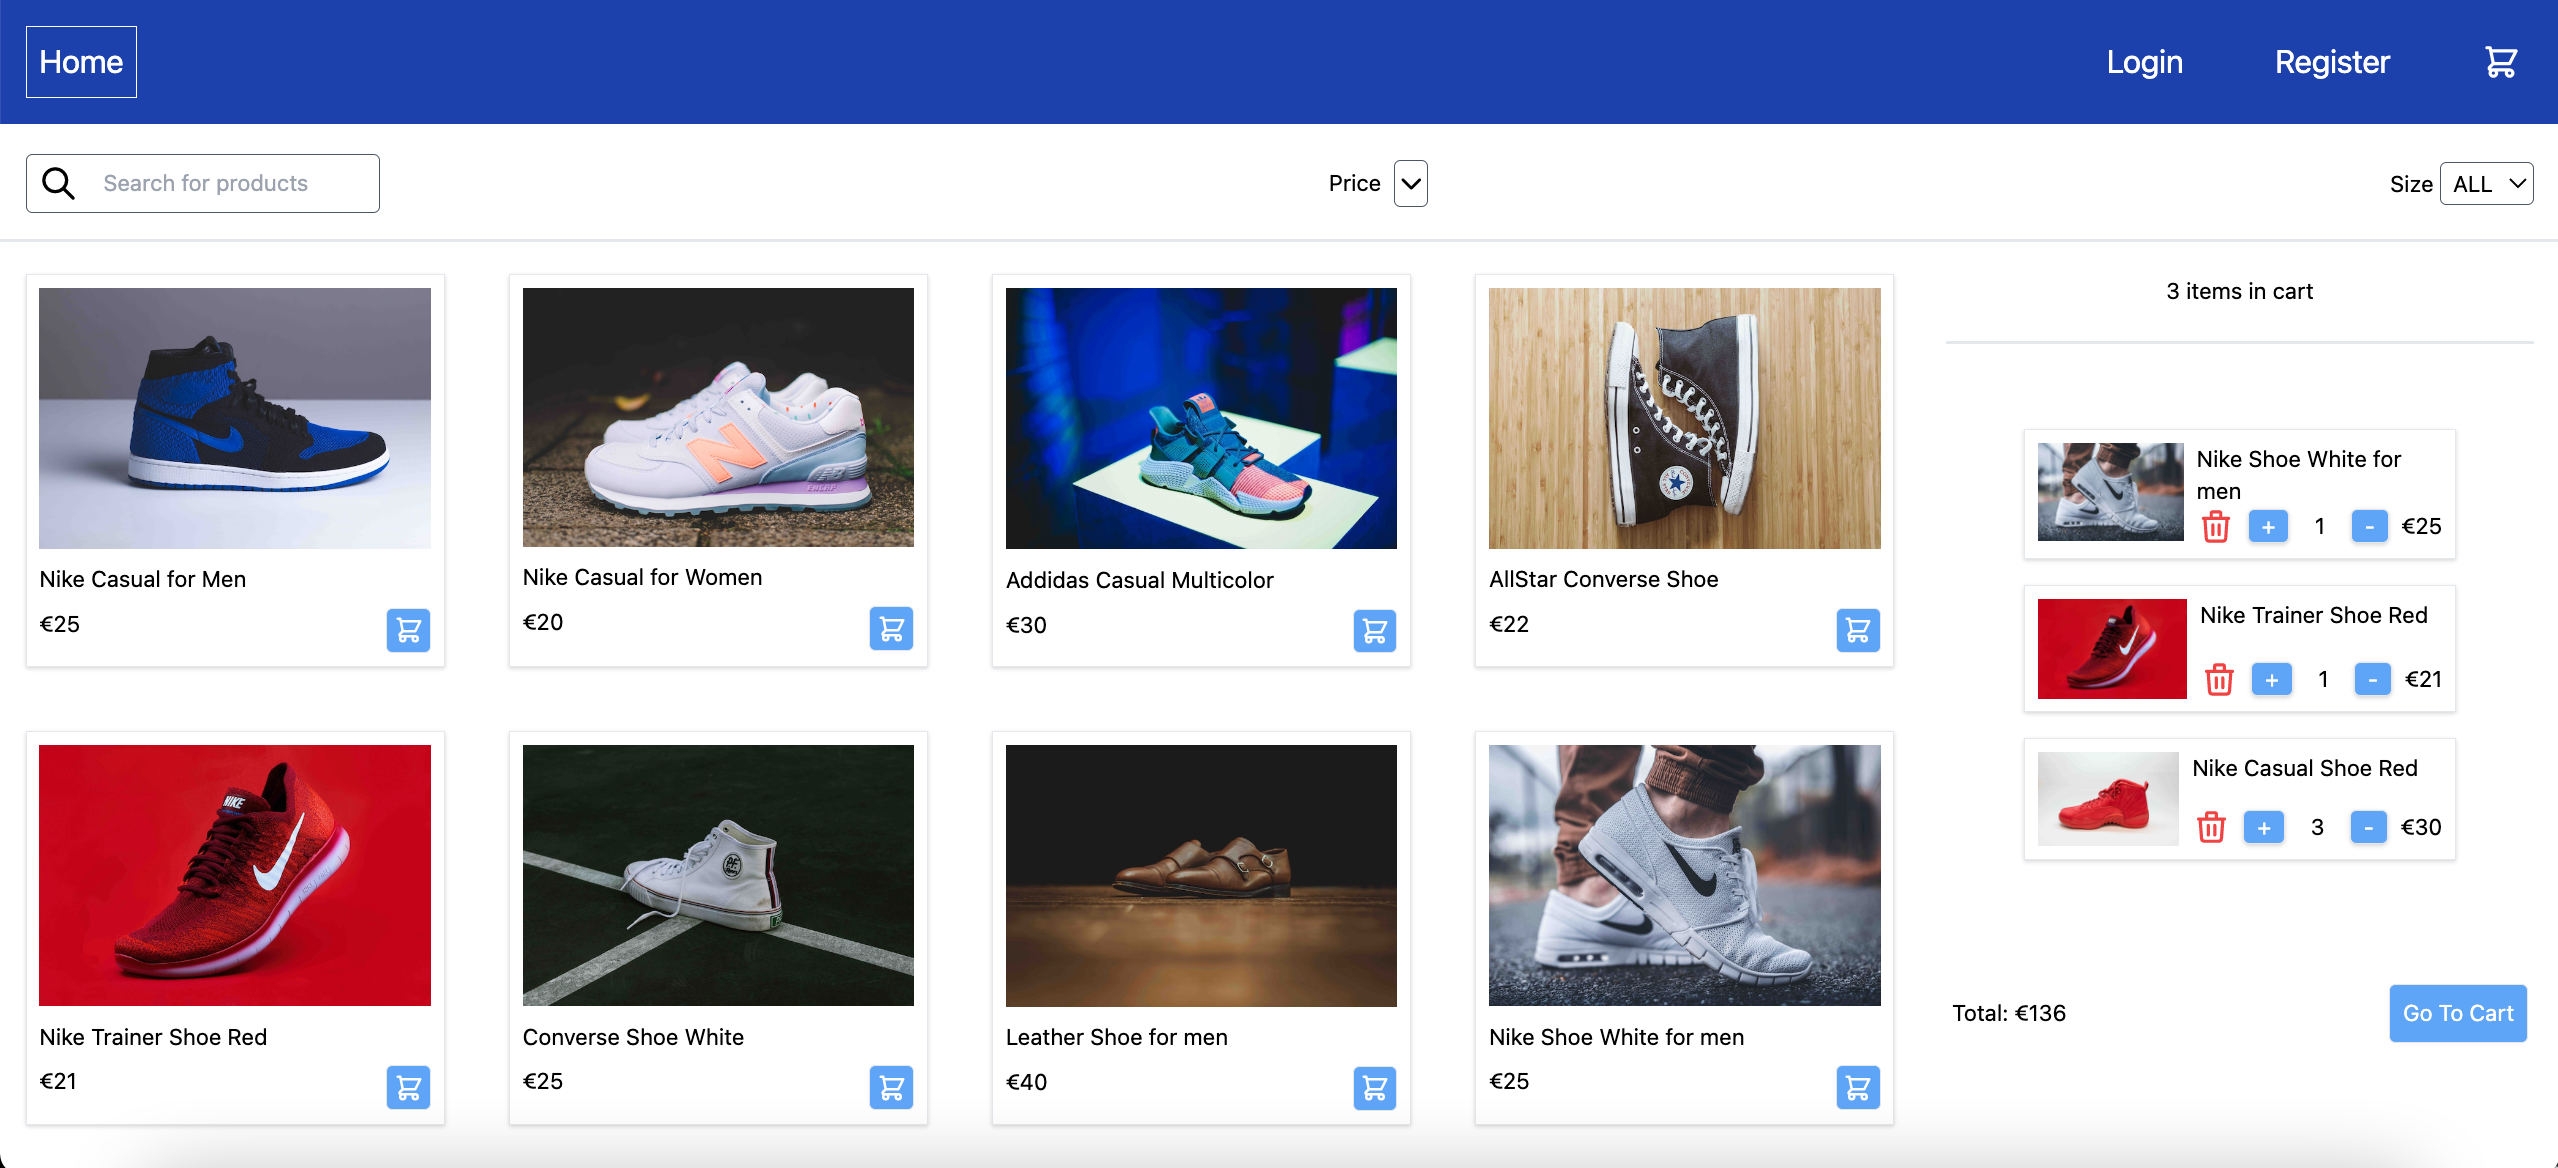 Home
Login
Register
Search for products
Price
Size
ALL
3 items in cart
Nike Casual for Men
€25
Nike Casual for Women
€20
Addidas Casual Multicolor
€30
AllStar Converse Shoe
€22
NIKE
Nike Trainer Shoe Red
€21
Converse Shoe White
€25
Leather Shoe for men
€40
Nike Shoe White for men
€25
Nike Shoe White for
men
+
1
-
€25
Nike Trainer Shoe Red
+
1
-
€21
Nike Casual Shoe Red
+
3
-
€30
Total: €136
Go To Cart